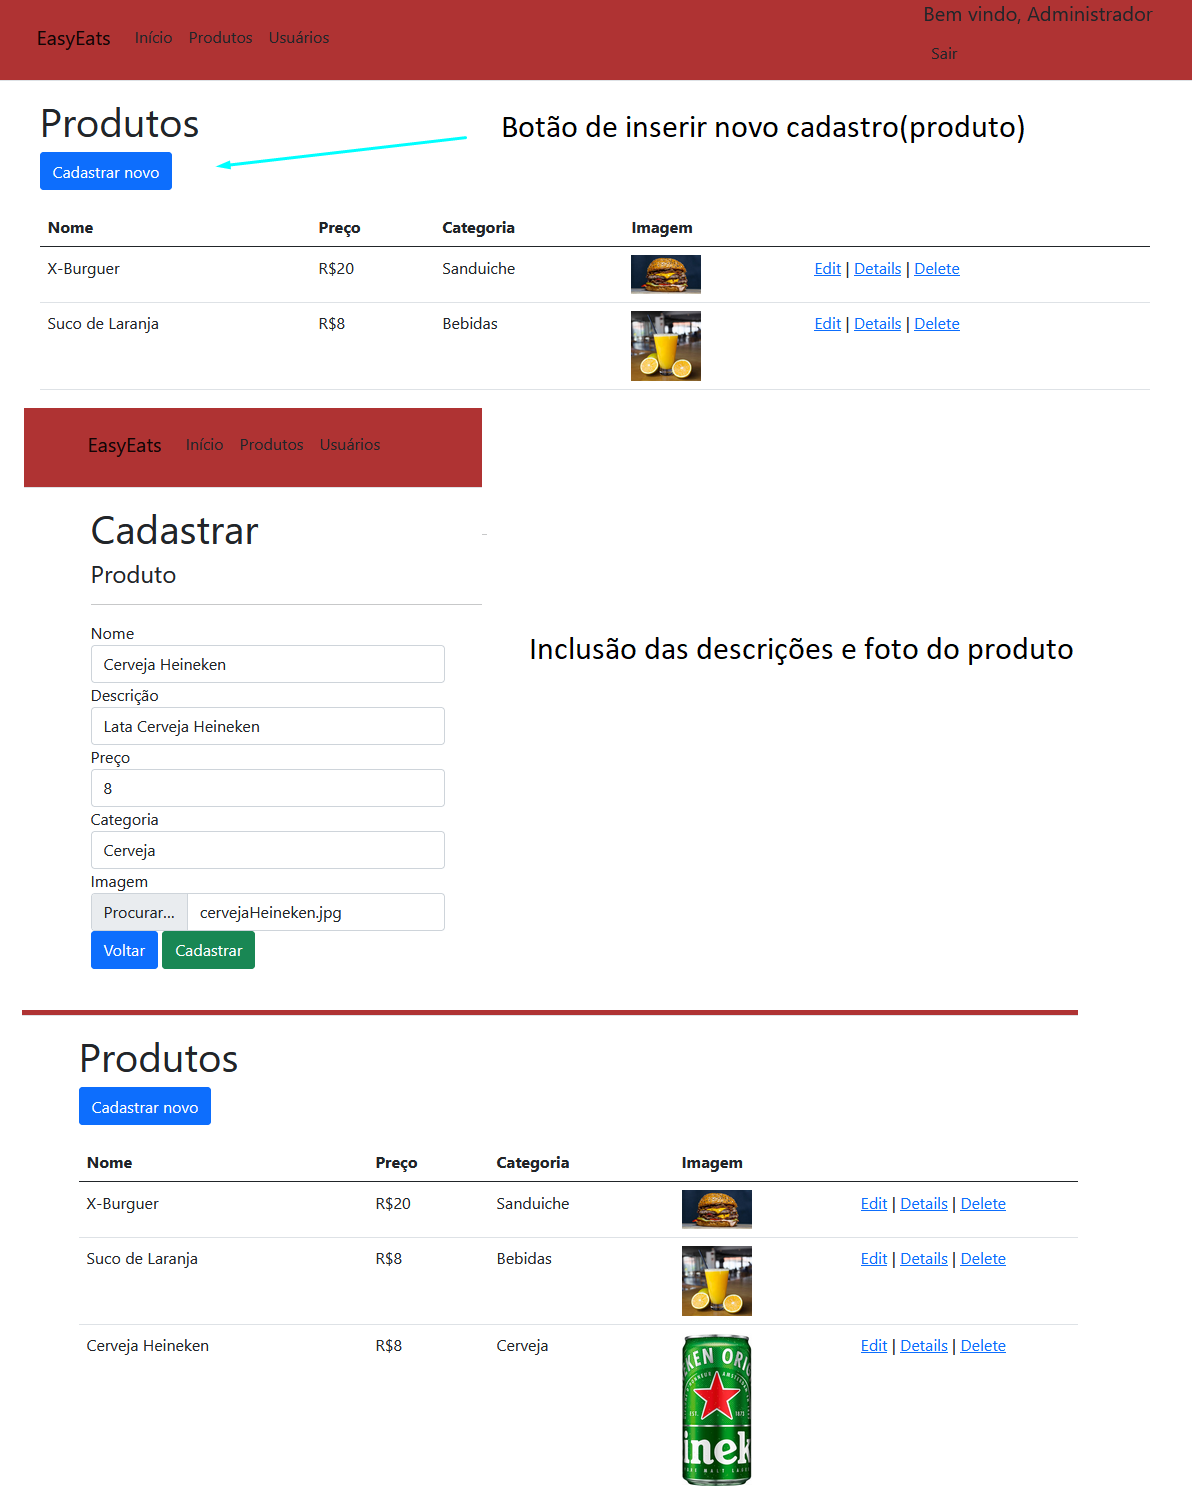 Bem vindo, Administrador
EasyEats Início Produtos Usuários
Sair
Produtos
Botão de inserir novo cadastro(produto)
Cadastrar novo
Nome Preço Categoria Imagem
X-Burguer R$20 Sanduiche Edit | Details | Delete
Suco de Laranja R$8 Bebidas Edit | Details | Delete
EasyEats Início Produtos Usuários
Cadastrar
Produto
Nome
Cerveja Heineken
Inclusão das descrições e foto do produto
Descrição
Lata Cerveja Heineken
Preço
8
Categoria
Cerveja
Imagem
Procurar... cervejaHeineken.jpg
Voltar Cadastrar
Produtos
Cadastrar novo
Nome Preço Categoria Imagem
X-Burguer R$20 Sanduiche Edit | Details | Delete
Suco de Laranja R$8 Bebidas Edit | Details | Delete
Cerveja Heineken R$8 Cerveja Edit | Details | Delete
KEN ORI
inek